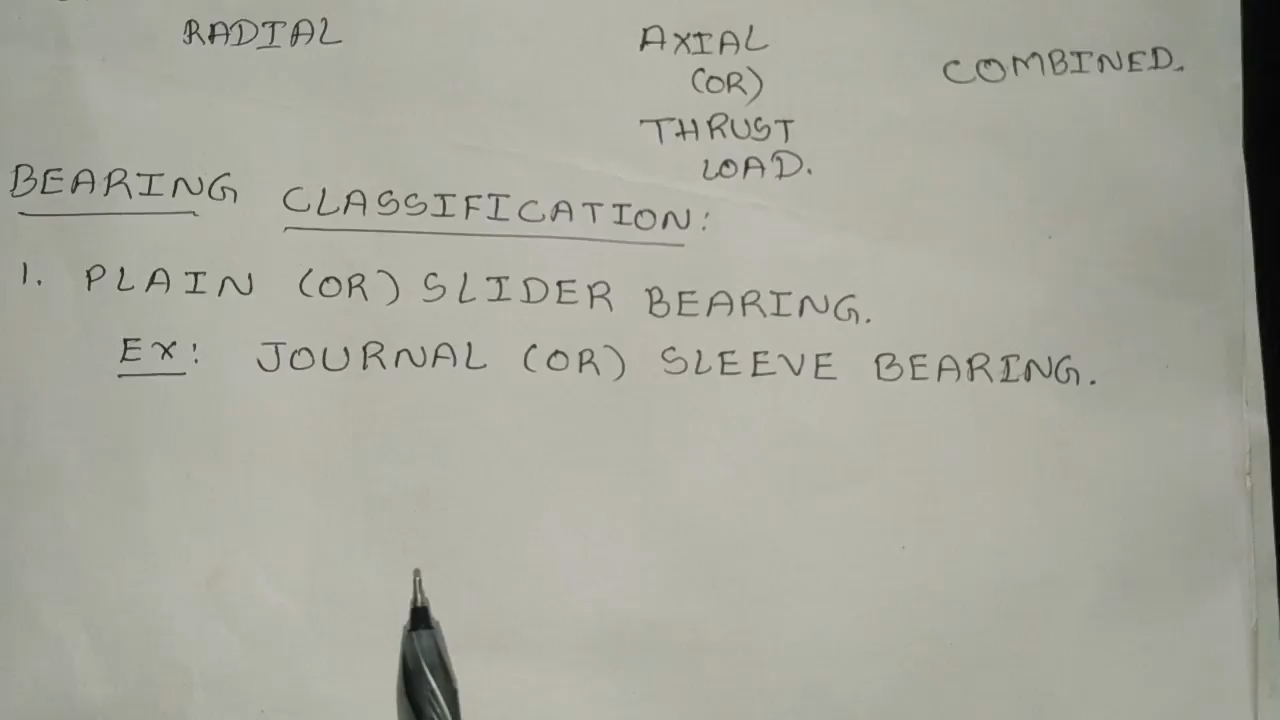 RADIAL
AXIAL
(OR)
THRUST
LOAD.
COMBINED.
BEARING CLASSIFICATION:
1. PLAIN (OR) SLIDER BEARING.
EX: JOURNAL (OR) SLEEVE BEARING.